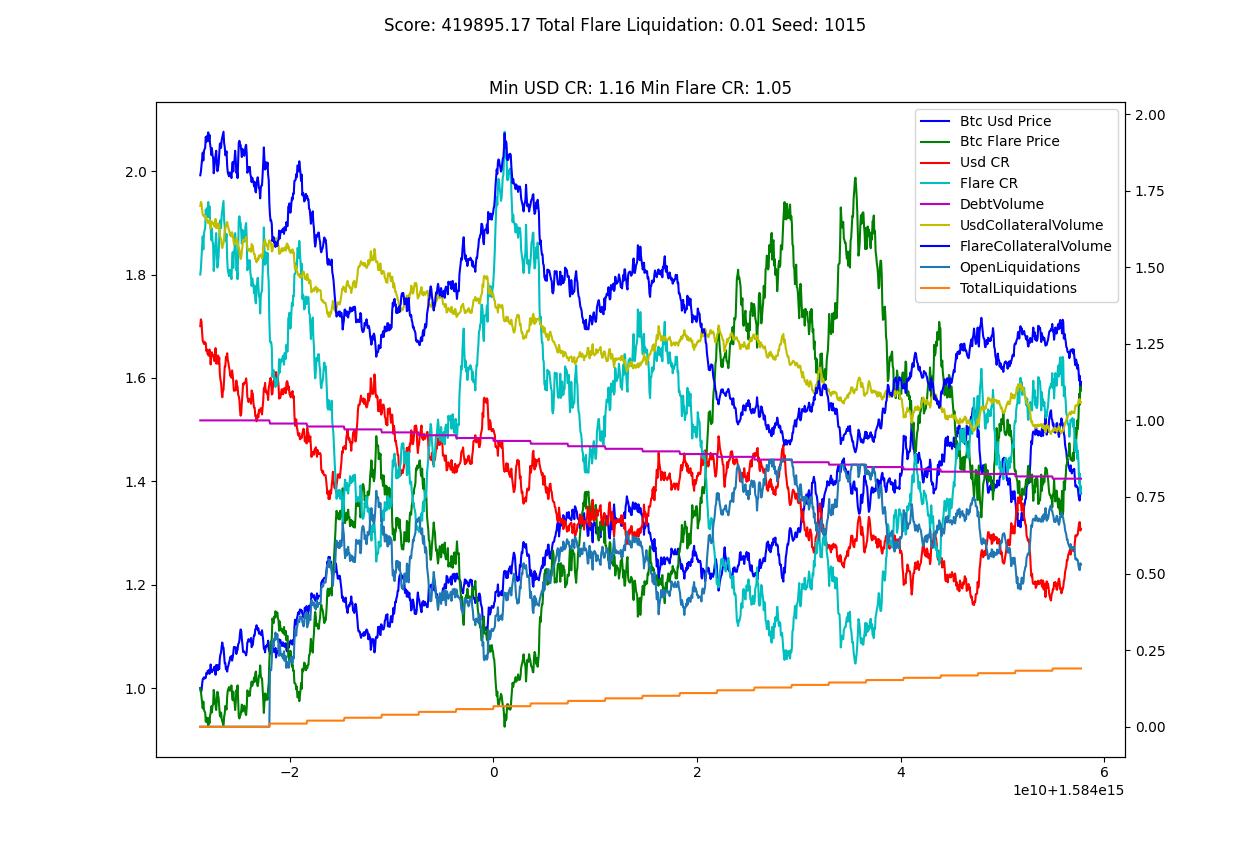 Score: 419895.17 Total Flare Liquidation: 0.01 Seed: 1015
Min USD CR: 1.16 Min Flare CR: 1.05
Btc Usd Price
Btc Flare Price
Usd CR
Flare CR
DebtVolume
UsdCollateralVolume
FlareCollateralVolume
OpenLiquidations
TotalLiquidations
2.0
1.8
1.6
1.4
1.2
1.0
2.00
1.75
1.50
1.25
1.00
0.75
0.50
0.25
0.00
−2 0 2 4 6
1e10+1.584e15